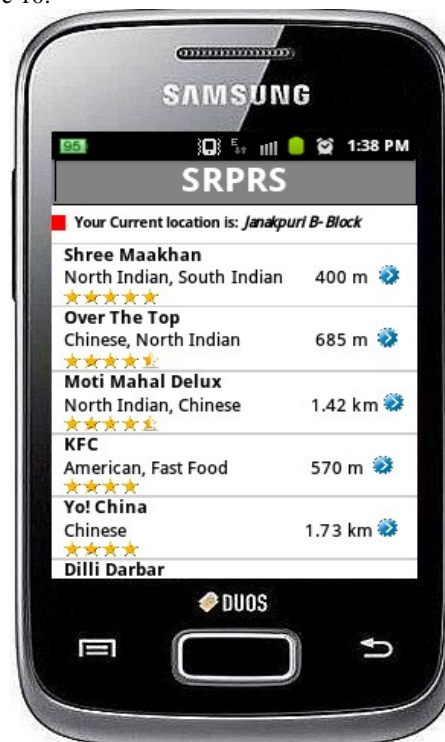 e 10.
SAMSUNG
95 E 1:38 PM
SRPRS
Your Current location is: Janakpuri B- Block
Shree Maakhan
North Indian, South Indian 400 m
Over The Top
Chinese, North Indian 685 m
Moti Mahal Delux
North Indian, Chinese 1.42 km
KFC
American, Fast Food 570 m
Yo! China
Chinese 1.73 km
Dilli Darbar
DUOS